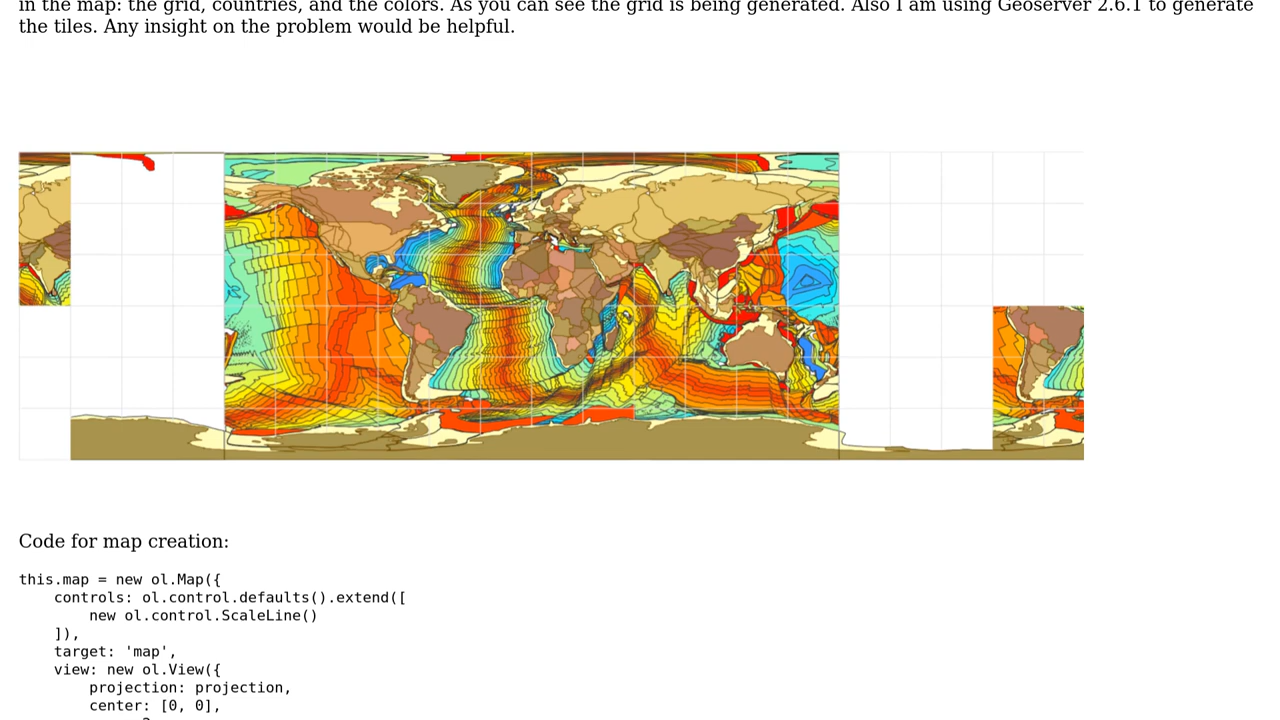 in the map: the grid, countries, and the colors. As you can see the grid is being generated. Also I am using Geoserver 2.6.1 to generate
the tiles. Any insight on the problem would be helpful.
Code for map creation:
this.map = new ol.Map({
    controls: ol.control.defaults().extend([
        new ol.control.ScaleLine()
    ]),
    target: 'map',
    view: new ol.View({
        projection: projection,
        center: [0, 0],